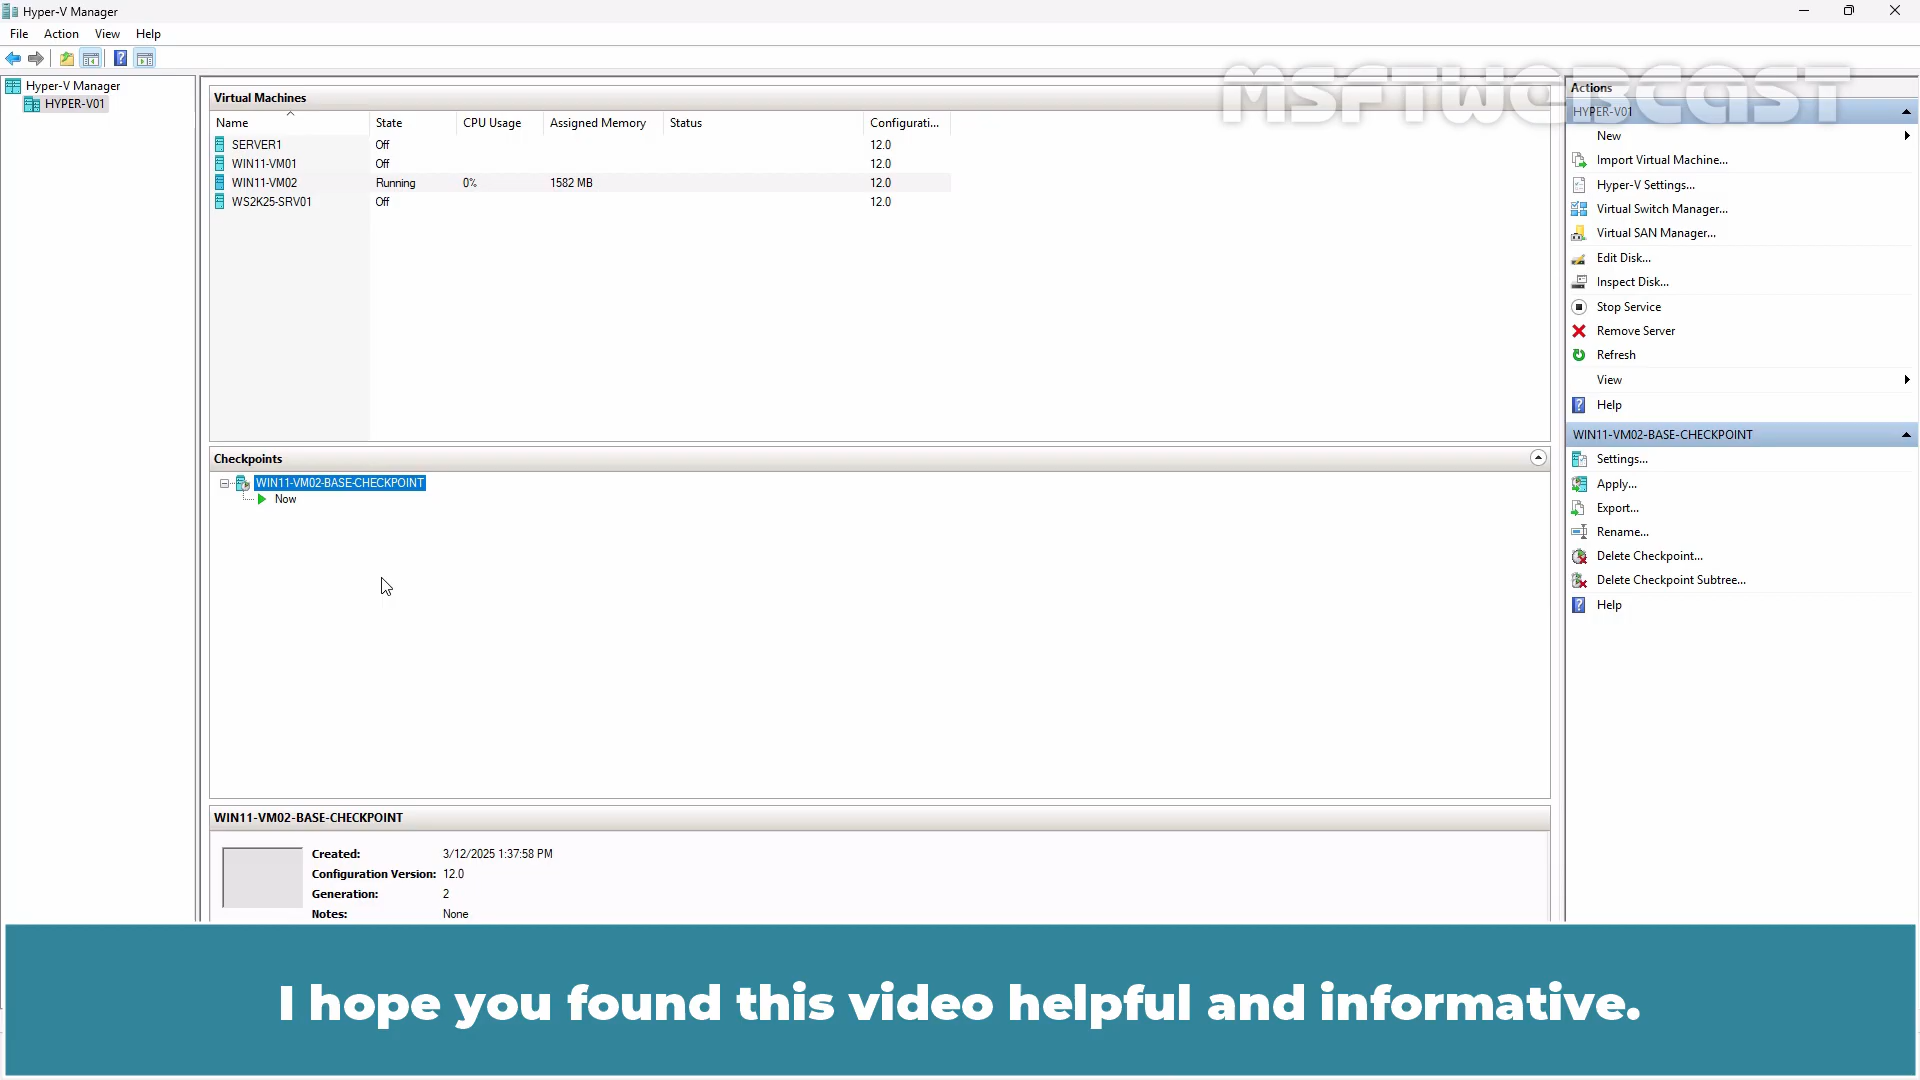 Hyper-V Manager
File Action View Help
Hyper-V Manager
HYPER-V01
Virtual Machines
Name State CPU Usage Assigned Memory Status Configurati...
SERVER1 Off 12.0
WIN11-VM01 Off 12.0
WIN11-VM02 Running 0% 1582 MB 12.0
WS2K25-SRV01 Off 12.0
Checkpoints
WIN11-VM02-BASE-CHECKPOINT
Now
WIN11-VM02-BASE-CHECKPOINT
Created: 3/12/2025 1:37:58 PM
Configuration Version: 12.0
Generation: 2
Notes: None
MSFTWEBCAST
Actions
HYPER-V01
New
Import Virtual Machine...
Hyper-V Settings...
Virtual Switch Manager...
Virtual SAN Manager...
Edit Disk...
Inspect Disk...
Stop Service
Remove Server
Refresh
View
Help
WIN11-VM02-BASE-CHECKPOINT
Settings...
Apply...
Export...
Rename...
Delete Checkpoint...
Delete Checkpoint Subtree...
Help
I hope you found this video helpful and informative.